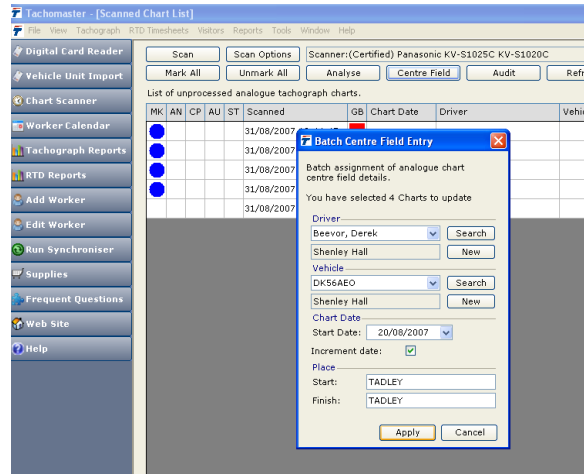 Tachomaster - [Scanned Chart List]
File View Tachograph RTD Timesheets Visitors Reports Tools Window Help
Digital Card Reader
Vehicle Unit Import
Chart Scanner
Worker Calendar
Tachograph Reports
RTD Reports
Add Worker
Edit Worker
Run Synchroniser
Supplies
Frequent Questions
Web Site
Help
Scan Scan Options Scanner:(Certified) Panasonic KV-S1025C KV-S1020C
Mark All Unmark All Analyse Centre Field Audit Refr
List of unprocessed analogue tachograph charts.
MK AN CP AU ST Scanned GB Chart Date Driver Vehic
31/08/2007
31/08/2007
31/08/2007
31/08/2007
31/08/2007
Batch Centre Field Entry
Batch assignment of analogue chart
centre field details.
You have selected 4 Charts to update
Driver
Beevor, Derek Search
Shenley Hall New
Vehicle
DK56AEO Search
Shenley Hall New
Chart Date
Start Date: 20/08/2007
Increment date:
Place
Start: TADLEY
Finish: TADLEY
Apply Cancel